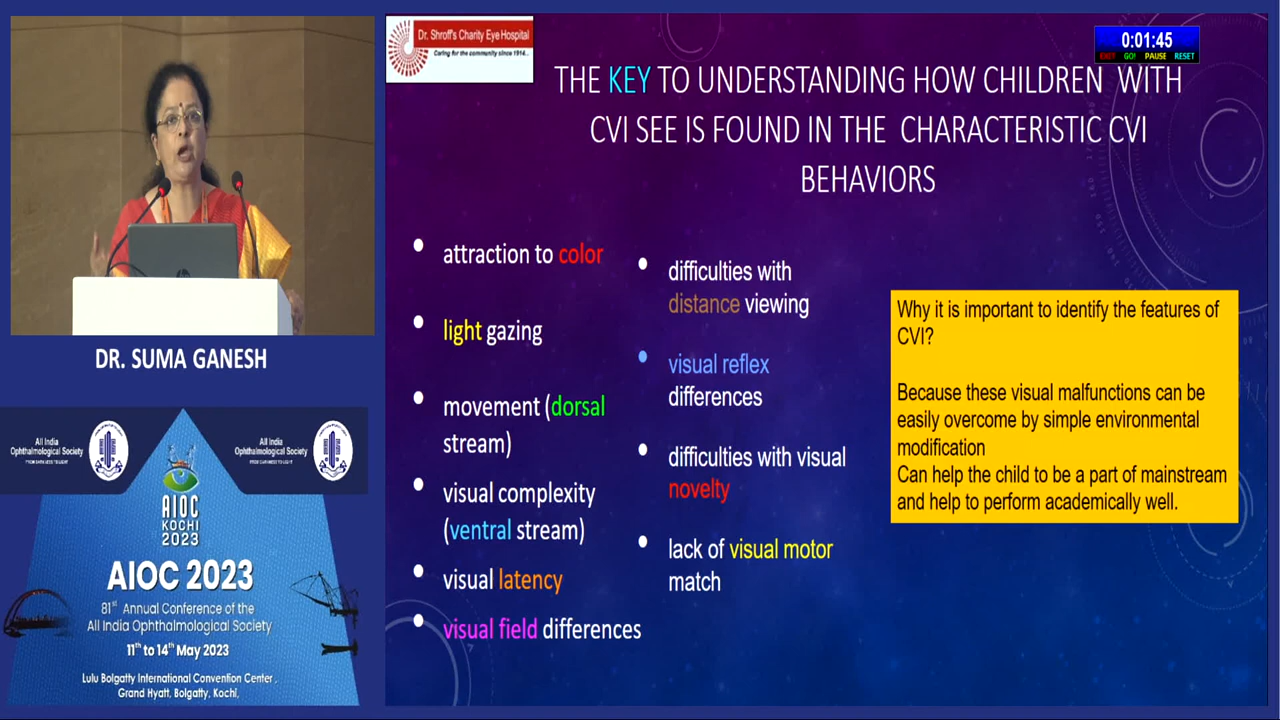 Dr. Shroff's Charity Eye Hospital
Caring for the community since 1914...
0:01:45
EXIT GO! PAUSE RESET
THE KEY TO UNDERSTANDING HOW CHILDREN WITH
CVI SEE IS FOUND IN THE CHARACTERISTIC CVI
BEHAVIORS
attraction to color
light gazing
movement (dorsal
stream)
visual complexity
(ventral stream)
visual latency
visual field differences
difficulties with
distance viewing
visual reflex
differences
difficulties with visual
novelty
lack of visual motor
match
Why it is important to identify the features of
CVI?
Because these visual malfunctions can be
easily overcome by simple environmental
modification
Can help the child to be a part of mainstream
and help to perform academically well.
DR. SUMA GANESH
All India
Ophthalmological Society
All India
Ophthalmological Society
AIOC
KOCHI
2023
AIOC 2023
81st Annual Conference of the
All India Ophthalmological Society
11th to 14th May 2023
Lulu Bolgatty International Convention Center,
Grand Hyatt, Bolgatty, Kochi,